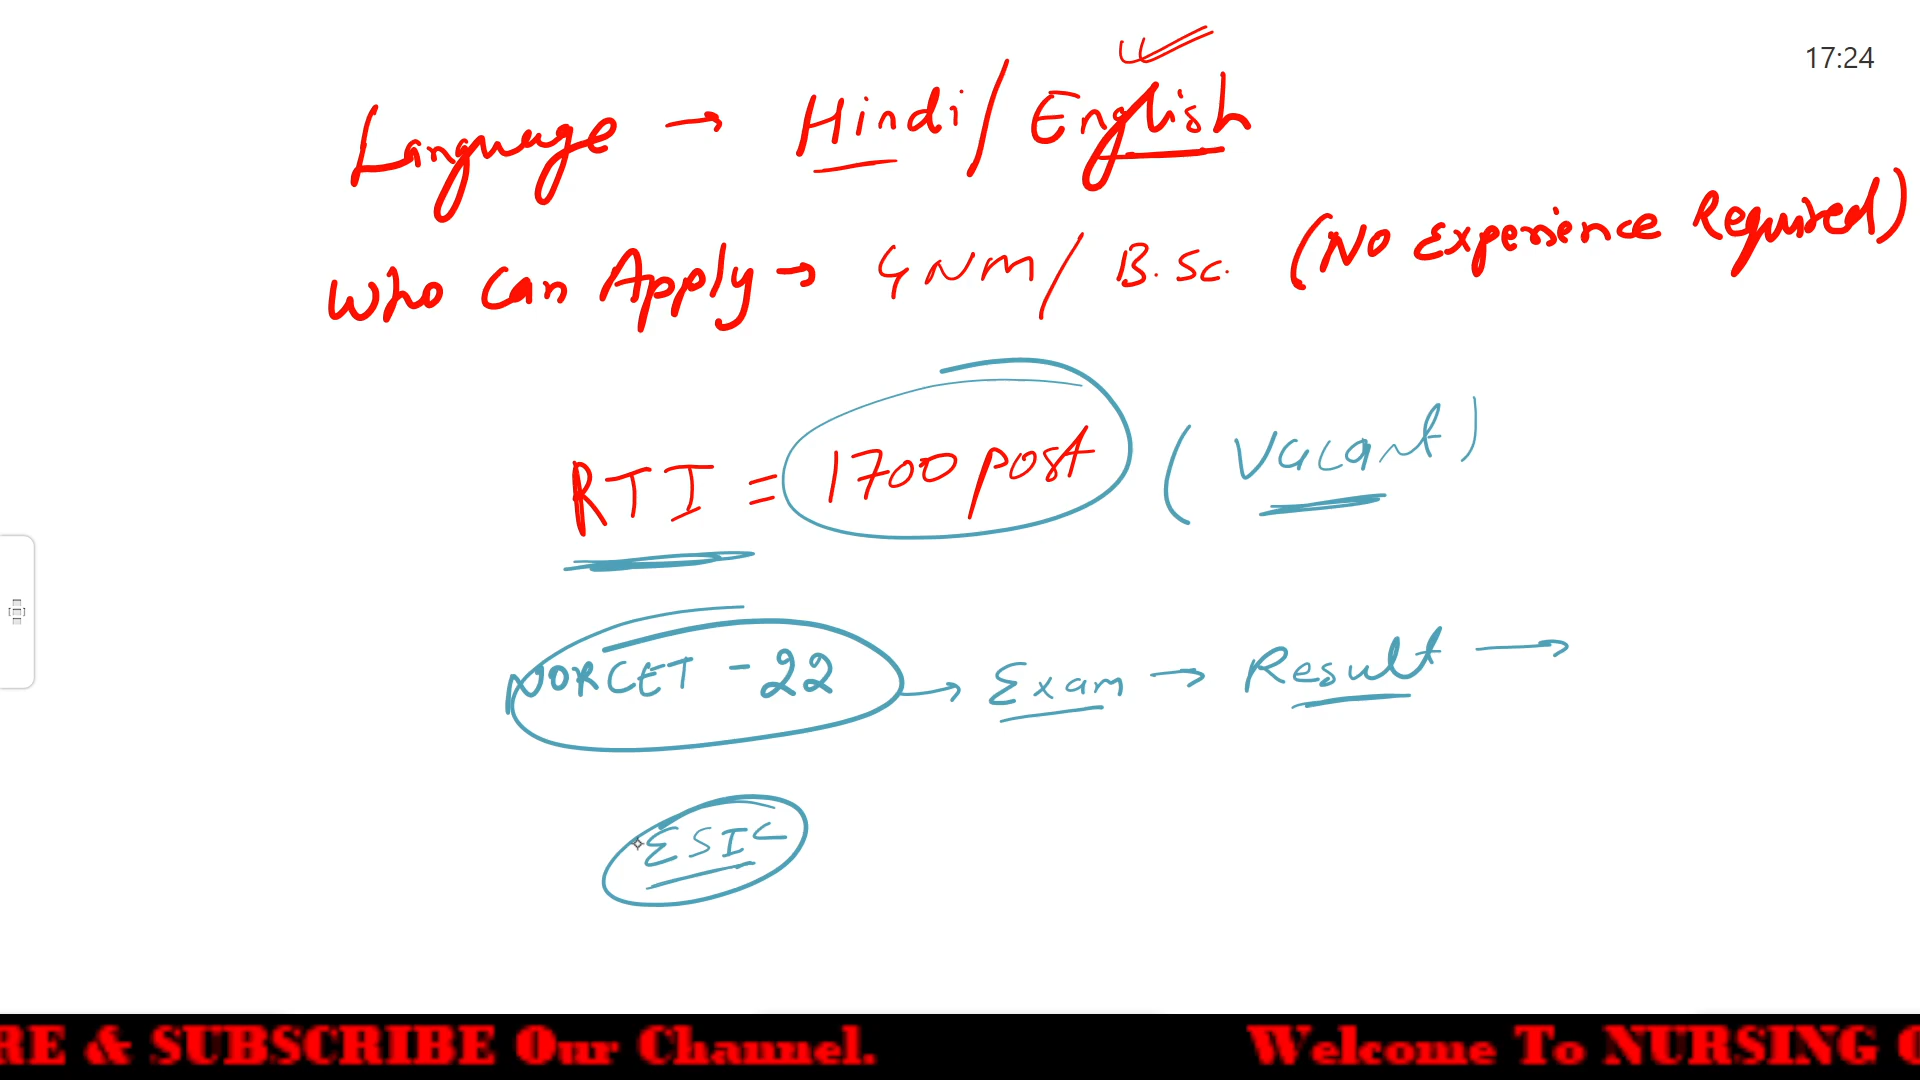 17:24
Language → Hindi/English
Who Can Apply → GNM/B.Sc. (No Experience Required)
RTI = 1700 post (Vacant)
NORCET-22 → Exam → Result →
ESIC
RE & SUBSCRIBE Our Channel. Welcome To NURSING